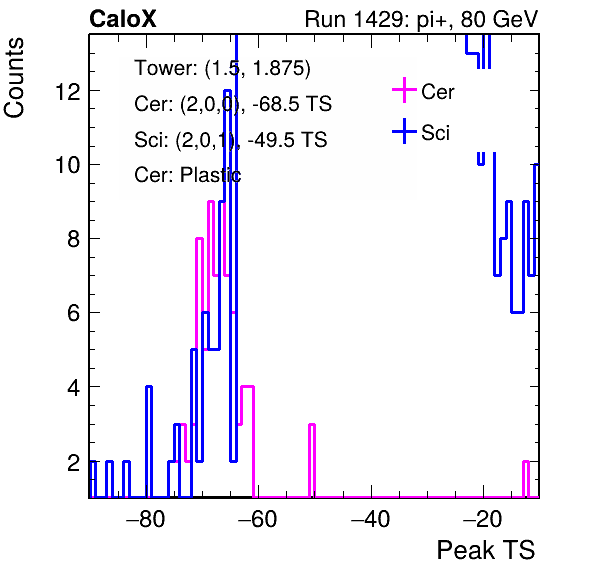 CaloX Run 1429: pi+, 80 GeV
Counts
Tower: (1.5, 1.875)
Cer: (2,0,0), -68.5 TS
Sci: (2,0,1), -49.5 TS
Cer: Plastic
Cer
Sci
12
10
8
6
4
2
−80 −60 −40 −20
Peak TS